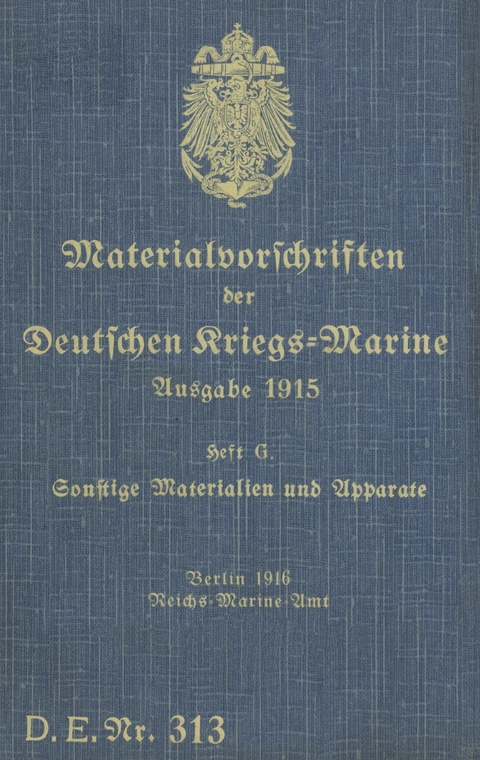 Materialvorschriften
der
Deutschen Kriegs=Marine
Ausgabe 1915
Heft G.
Sonstige Materialien und Apparate
Berlin 1916
Reichs-Marine-Amt
D. E. Nr. 313